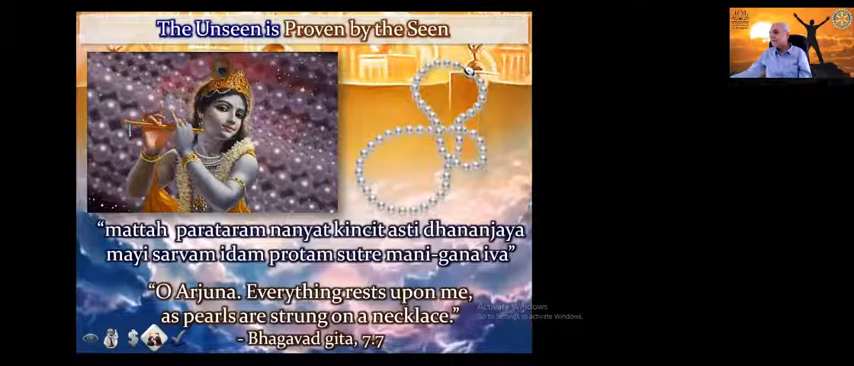 The Unseen is Proven by the Seen
“mattah parataram nanyat kincit asti dhananjaya
mayi sarvam idam protam sutre mani-gana iva”
“O Arjuna. Everything rests upon me,
as pearls are strung on a necklace.”
- Bhagavad gita, 7.7
Activate Windows
Go to Settings to activate Windows.